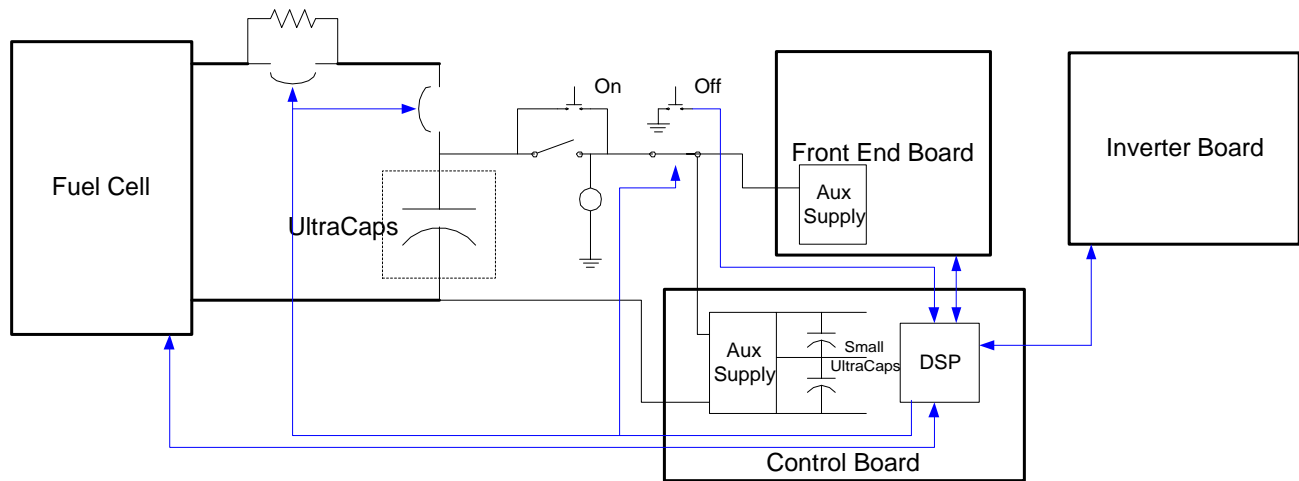 On
Off
Fuel Cell
UltraCaps
Front End Board
Aux
Supply
Inverter Board
Aux
Supply
Small
UltraCaps
DSP
Control Board